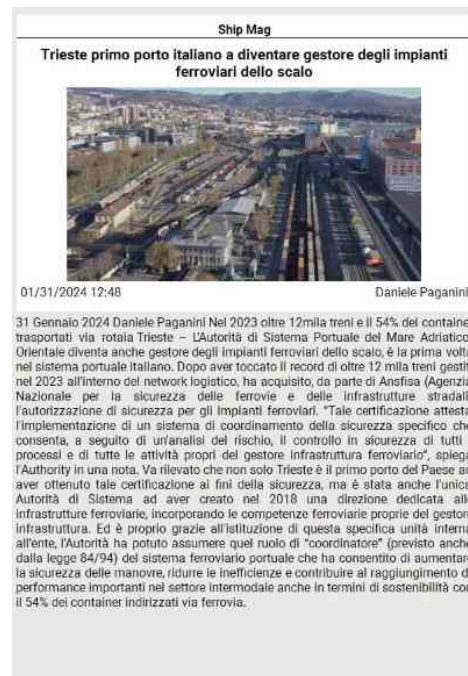 Ship Mag
Trieste primo porto italiano a diventare gestore degli impianti
ferroviari dello scalo
01/31/2024 12:48
Daniele Paganini
31 Gennaio 2024 Daniele Paganini Nel 2023 oltre 12mila treni e il 54% dei container
trasportati via rotaia Trieste – L'Autorità di Sistema Portuale del Mare Adriatico
Orientale diventa anche gestore degli impianti ferroviari dello scalo, è la prima volta
nel sistema portuale italiano. Dopo aver toccato il record di oltre 12 mila treni gestiti
nel 2023 all'interno del network logistico, ha acquisito, da parte di Ansfisa (Agenzia
Nazionale per la sicurezza delle ferrovie e delle infrastrutture stradali
l'autorizzazione di sicurezza per gli impianti ferroviari. "Tale certificazione attesta
l'implementazione di un sistema di coordinamento della sicurezza specifico che
consenta, a seguito di un'analisi del rischio, il controllo in sicurezza di tutti
processi e di tutte le attività propri del gestore infrastruttura ferroviario", spiega
l'Authority in una nota. Va rilevato che non solo Trieste è il primo porto del Paese ad
aver ottenuto tale certificazione ai fini della sicurezza, ma è stata anche l'unica
Autorità di Sistema ad aver creato nel 2018 una direzione dedicata alle
infrastrutture ferroviarie, incorporando le competenze ferroviarie proprie del gestore
infrastruttura. Ed è proprio grazie all'istituzione di questa specifica unità interna
all'ente, l'Autorità ha potuto assumere quel ruolo di "coordinatore" (previsto anche
dalla legge 84/94) del sistema ferroviario portuale che ha consentito di aumentare
la sicurezza delle manovre, ridurre le inefficienze e contribuire al raggiungimento di
performance importanti nel settore intermodale anche in termini di sostenibilità con
il 54% dei container indirizzati via ferrovia.